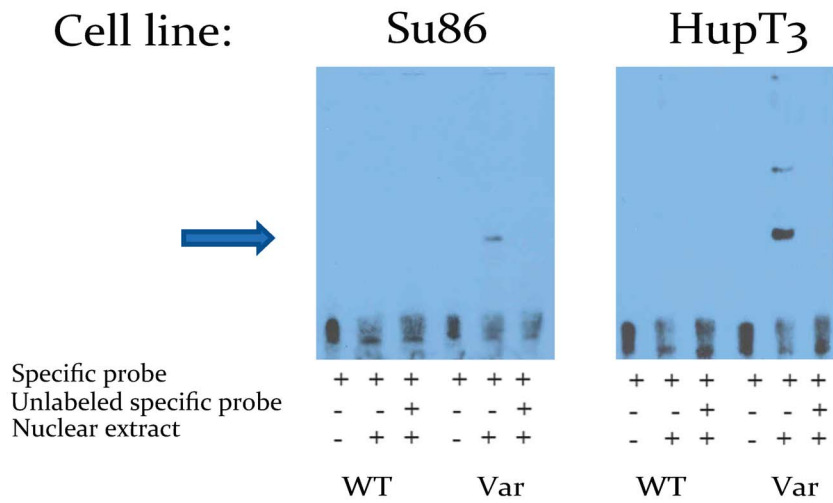 Cell line: Su86 HupT3
Specific probe + + + + + + + + + + + +
Unlabeled specific probe - - + - - + - - + - - +
Nuclear extract - + + - + + - + + - + +
WT Var WT Var